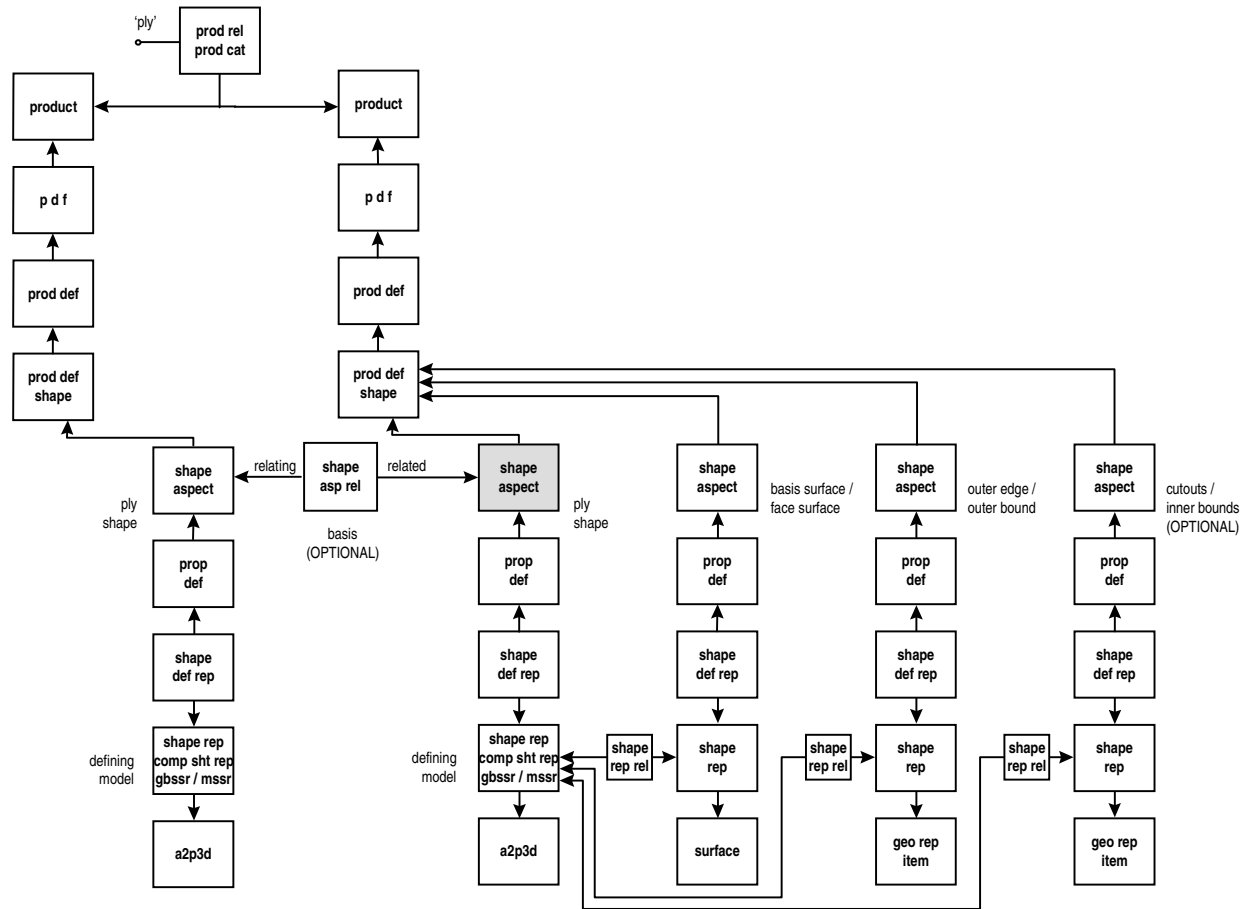 ‘ply’
prod rel
prod cat
product
product
p d f
p d f
prod def
prod def
prod def
shape
prod def
shape
shape
aspect
relating
shape
asp rel
related
shape
aspect
shape
aspect
shape
aspect
shape
aspect
ply
shape
basis
(OPTIONAL)
ply
shape
basis surface /
face surface
outer edge /
outer bound
cutouts /
inner bounds
(OPTIONAL)
prop
def
prop
def
prop
def
prop
def
prop
def
shape
def rep
shape
def rep
shape
def rep
shape
def rep
shape
def rep
defining
model
shape rep
comp sht rep
gbssr / mssr
defining
model
shape rep
comp sht rep
gbssr / mssr
shape
rep rel
shape
rep
shape
rep rel
shape
rep
shape
rep rel
shape
rep
a2p3d
a2p3d
surface
geo rep
item
geo rep
item